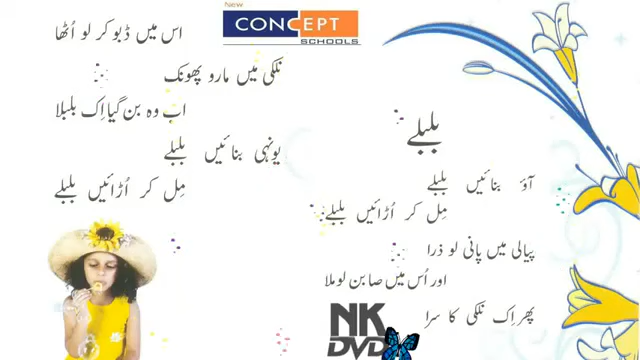 بلبلے
آؤ بنائیں بلبلے
مِل کر اُڑائیں بلبلے
پیالی میں پانی لو ذرا
اور اُس میں صابن لو ملا
پھر اِک نلکی کا سرا
اس میں ڈبو کر لو اُٹھا
نلکی میں مارو پھونک
اب وہ بن گیا اِک بلبلا
یونہی بنائیں بلبلے
مِل کر اُڑائیں بلبلے
New
CONCEPT
SCHOOLS
NK
DVD